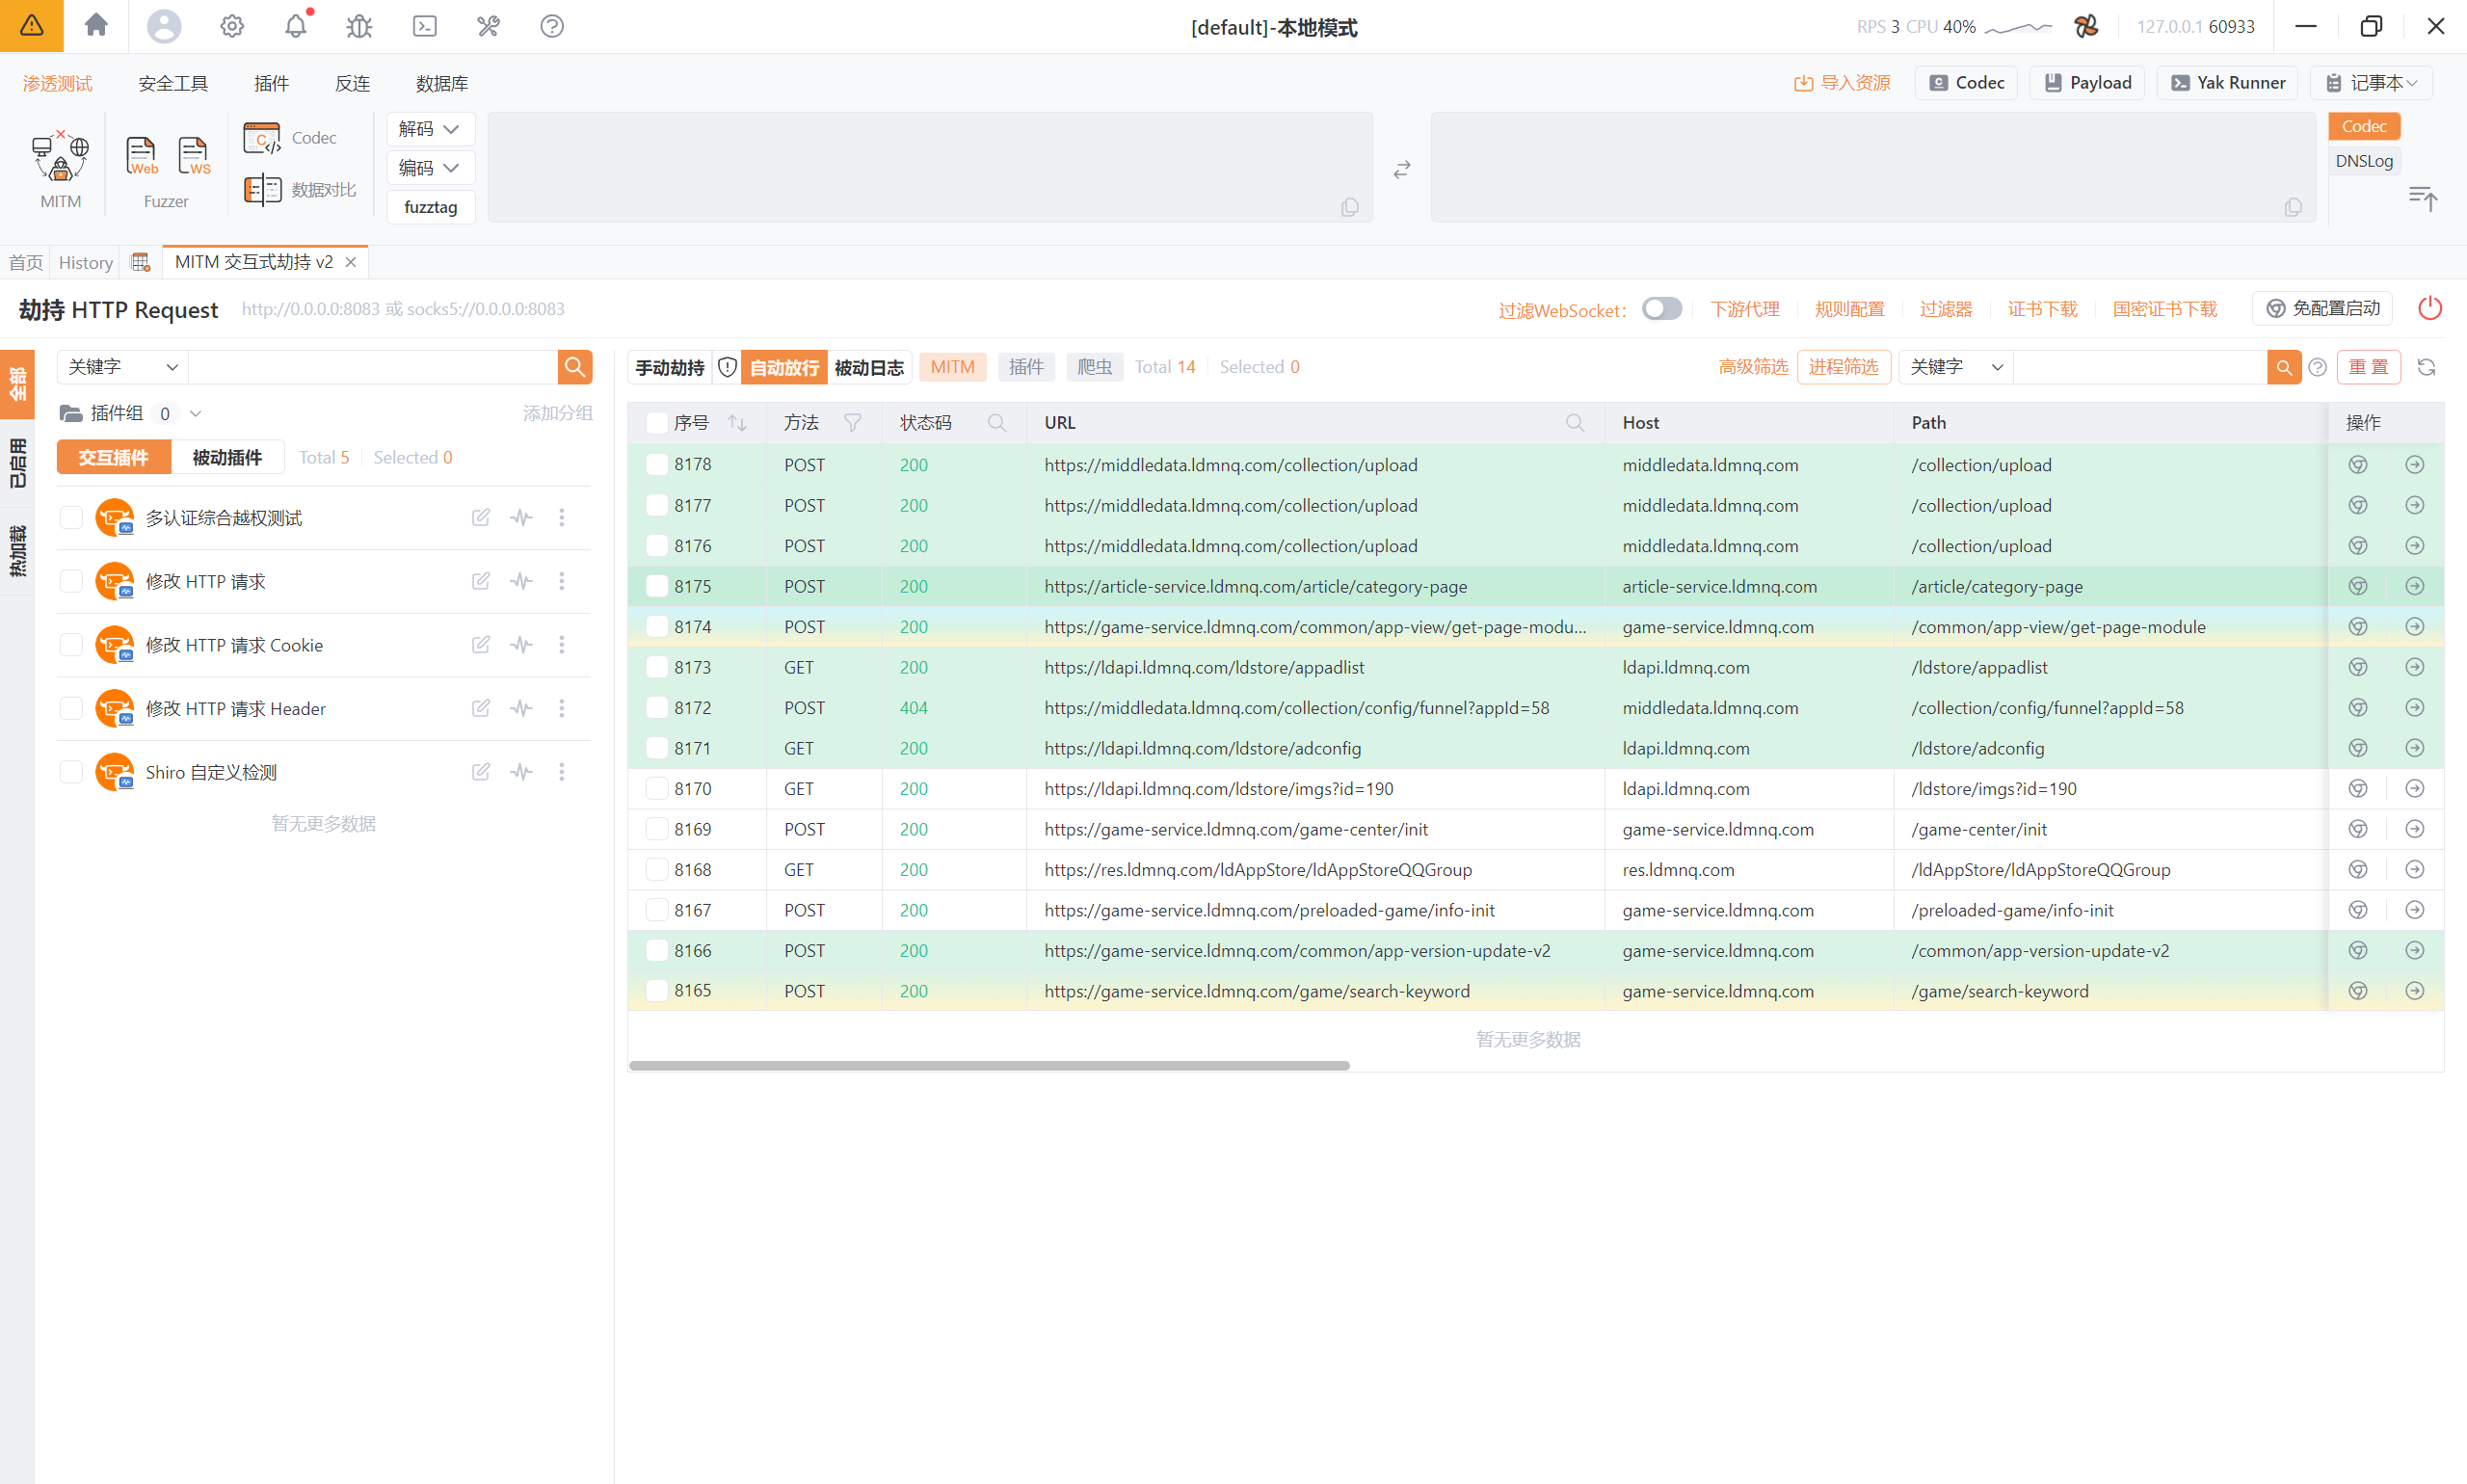 [default]-本地模式
RPS 3 CPU 40%
127.0.0.1 60933
渗透测试 安全工具 插件 反连 数据库
导入资源 Codec Payload Yak Runner 记事本
MITM
Web WS
Fuzzer
Codec
数据对比
解码
编码
fuzztag
Codec
DNSLog
首页 History MITM 交互式劫持 v2
劫持 HTTP Request http://0.0.0.0:8083 或 socks5://0.0.0.0:8083
过滤WebSocket: 下游代理 规则配置 过滤器 证书下载 国密证书下载 免配置启动
全部
已启用
热加载
关键字
插件组 0 添加分组
交互插件 被动插件 Total 5 Selected 0
多认证综合越权测试
修改 HTTP 请求
修改 HTTP 请求 Cookie
修改 HTTP 请求 Header
Shiro 自定义检测
暂无更多数据
手动劫持 自动放行 被动日志 MITM 插件 爬虫 Total 14 Selected 0
高级筛选 进程筛选 关键字 重 置
序号 方法 状态码 URL Host Path 操作
8178 POST 200 https://middledata.ldmnq.com/collection/upload middledata.ldmnq.com /collection/upload
8177 POST 200 https://middledata.ldmnq.com/collection/upload middledata.ldmnq.com /collection/upload
8176 POST 200 https://middledata.ldmnq.com/collection/upload middledata.ldmnq.com /collection/upload
8175 POST 200 https://article-service.ldmnq.com/article/category-page article-service.ldmnq.com /article/category-page
8174 POST 200 https://game-service.ldmnq.com/common/app-view/get-page-modu... game-service.ldmnq.com /common/app-view/get-page-module
8173 GET 200 https://ldapi.ldmnq.com/ldstore/appadlist ldapi.ldmnq.com /ldstore/appadlist
8172 POST 404 https://middledata.ldmnq.com/collection/config/funnel?appId=58 middledata.ldmnq.com /collection/config/funnel?appId=58
8171 GET 200 https://ldapi.ldmnq.com/ldstore/adconfig ldapi.ldmnq.com /ldstore/adconfig
8170 GET 200 https://ldapi.ldmnq.com/ldstore/imgs?id=190 ldapi.ldmnq.com /ldstore/imgs?id=190
8169 POST 200 https://game-service.ldmnq.com/game-center/init game-service.ldmnq.com /game-center/init
8168 GET 200 https://res.ldmnq.com/ldAppStore/ldAppStoreQQGroup res.ldmnq.com /ldAppStore/ldAppStoreQQGroup
8167 POST 200 https://game-service.ldmnq.com/preloaded-game/info-init game-service.ldmnq.com /preloaded-game/info-init
8166 POST 200 https://game-service.ldmnq.com/common/app-version-update-v2 game-service.ldmnq.com /common/app-version-update-v2
8165 POST 200 https://game-service.ldmnq.com/game/search-keyword game-service.ldmnq.com /game/search-keyword
暂无更多数据